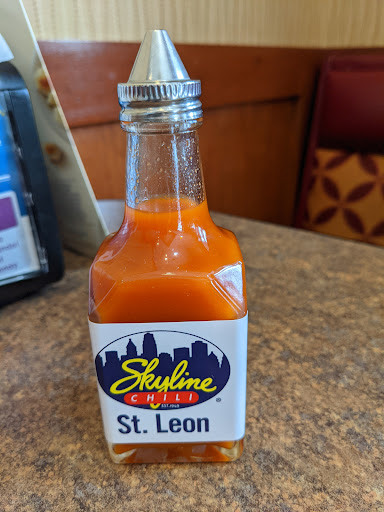 Skyline
CHILI
EST. 1949
®
St. Leon